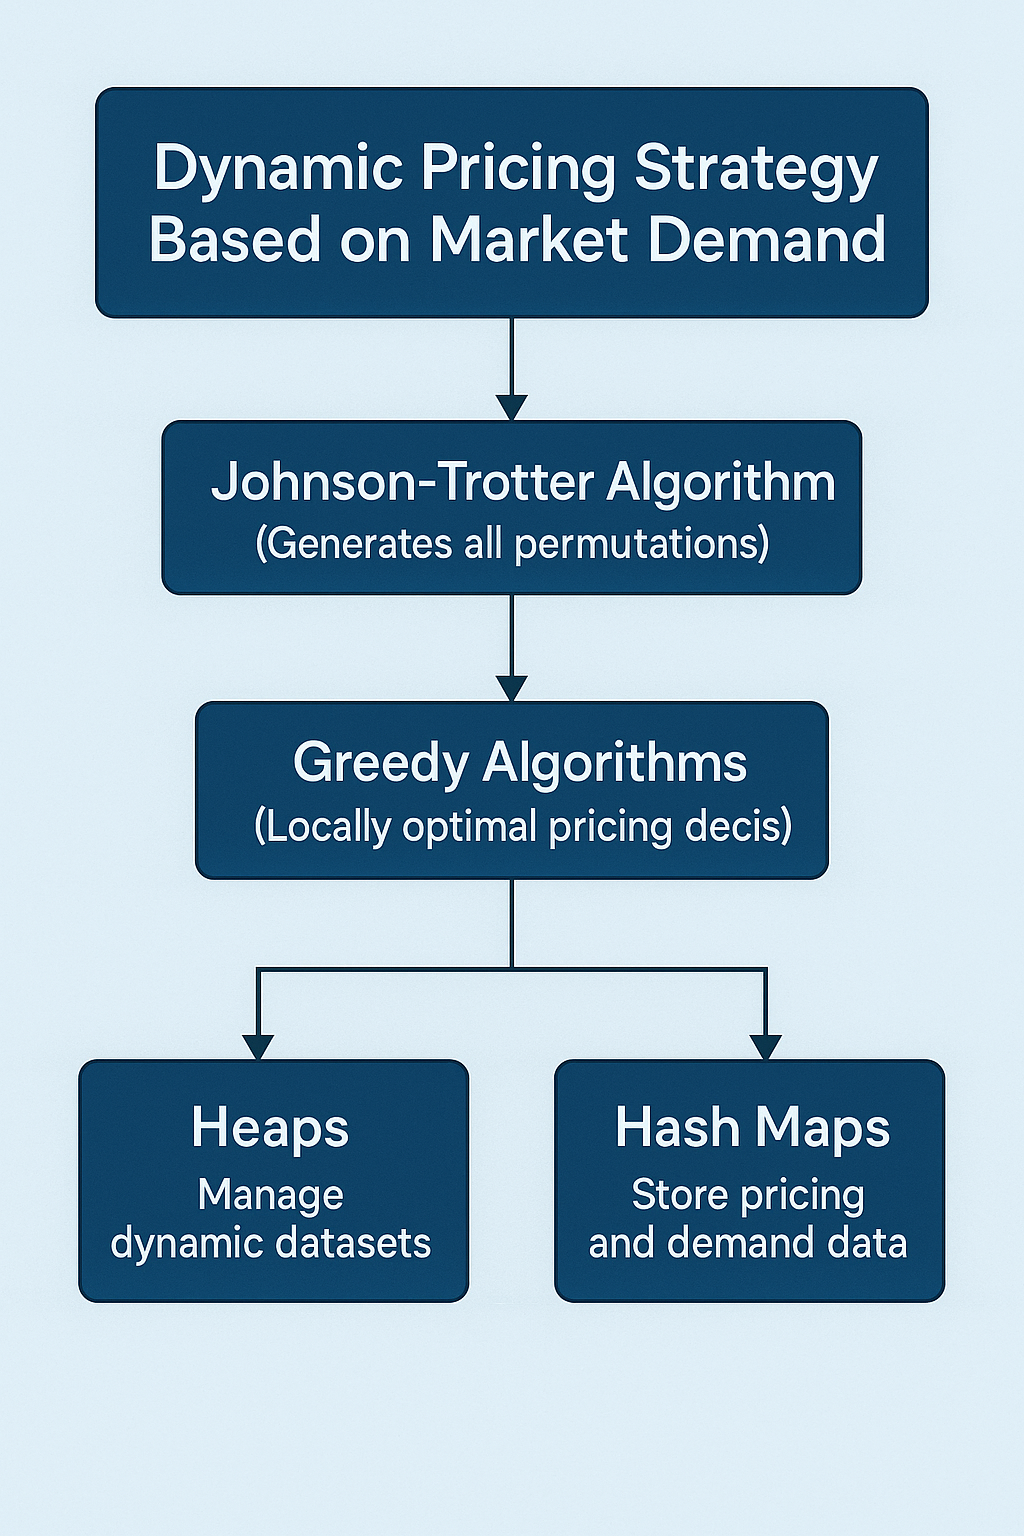 Dynamic Pricing Strategy
Based on Market Demand
Johnson-Trotter Algorithm
(Generates all permutations)
Greedy Algorithms
(Locally optimal pricing decis)
Heaps
Manage
dynamic datasets
Hash Maps
Store pricing
and demand data